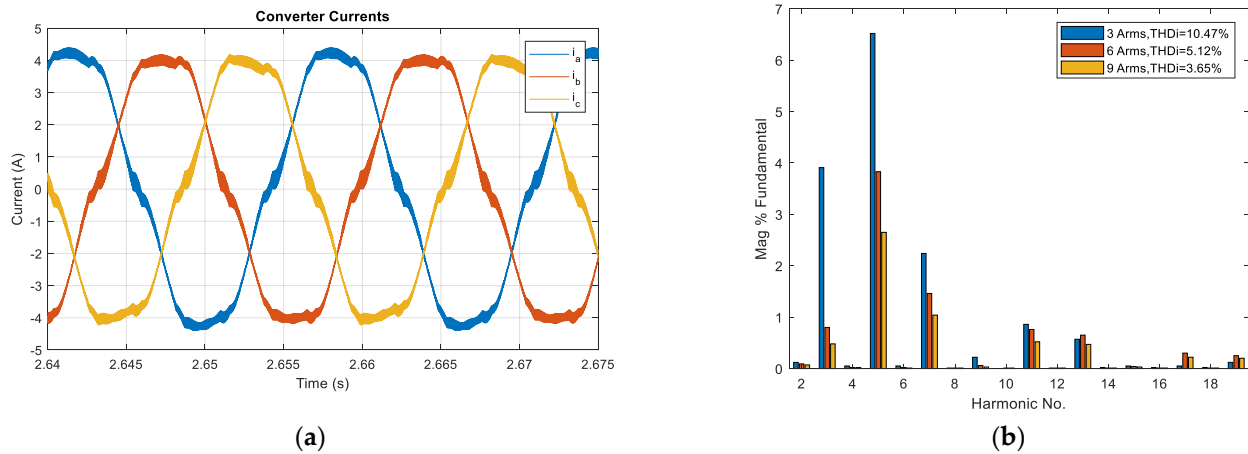 Converter Currents
5
4
3
2
1
0
-1
-2
-3
-4
-5
Current (A)
2.64
2.645
2.65
2.655
2.66
2.665
2.67
2.675
Time (s)
i_a
i_b
i_c
(a)
7
6
5
4
3
2
1
0
Mag % Fundamental
2
4
6
8
10
12
14
16
18
Harmonic No.
3 Arms,THDi=10.47%
6 Arms,THDi=5.12%
9 Arms,THDi=3.65%
(b)